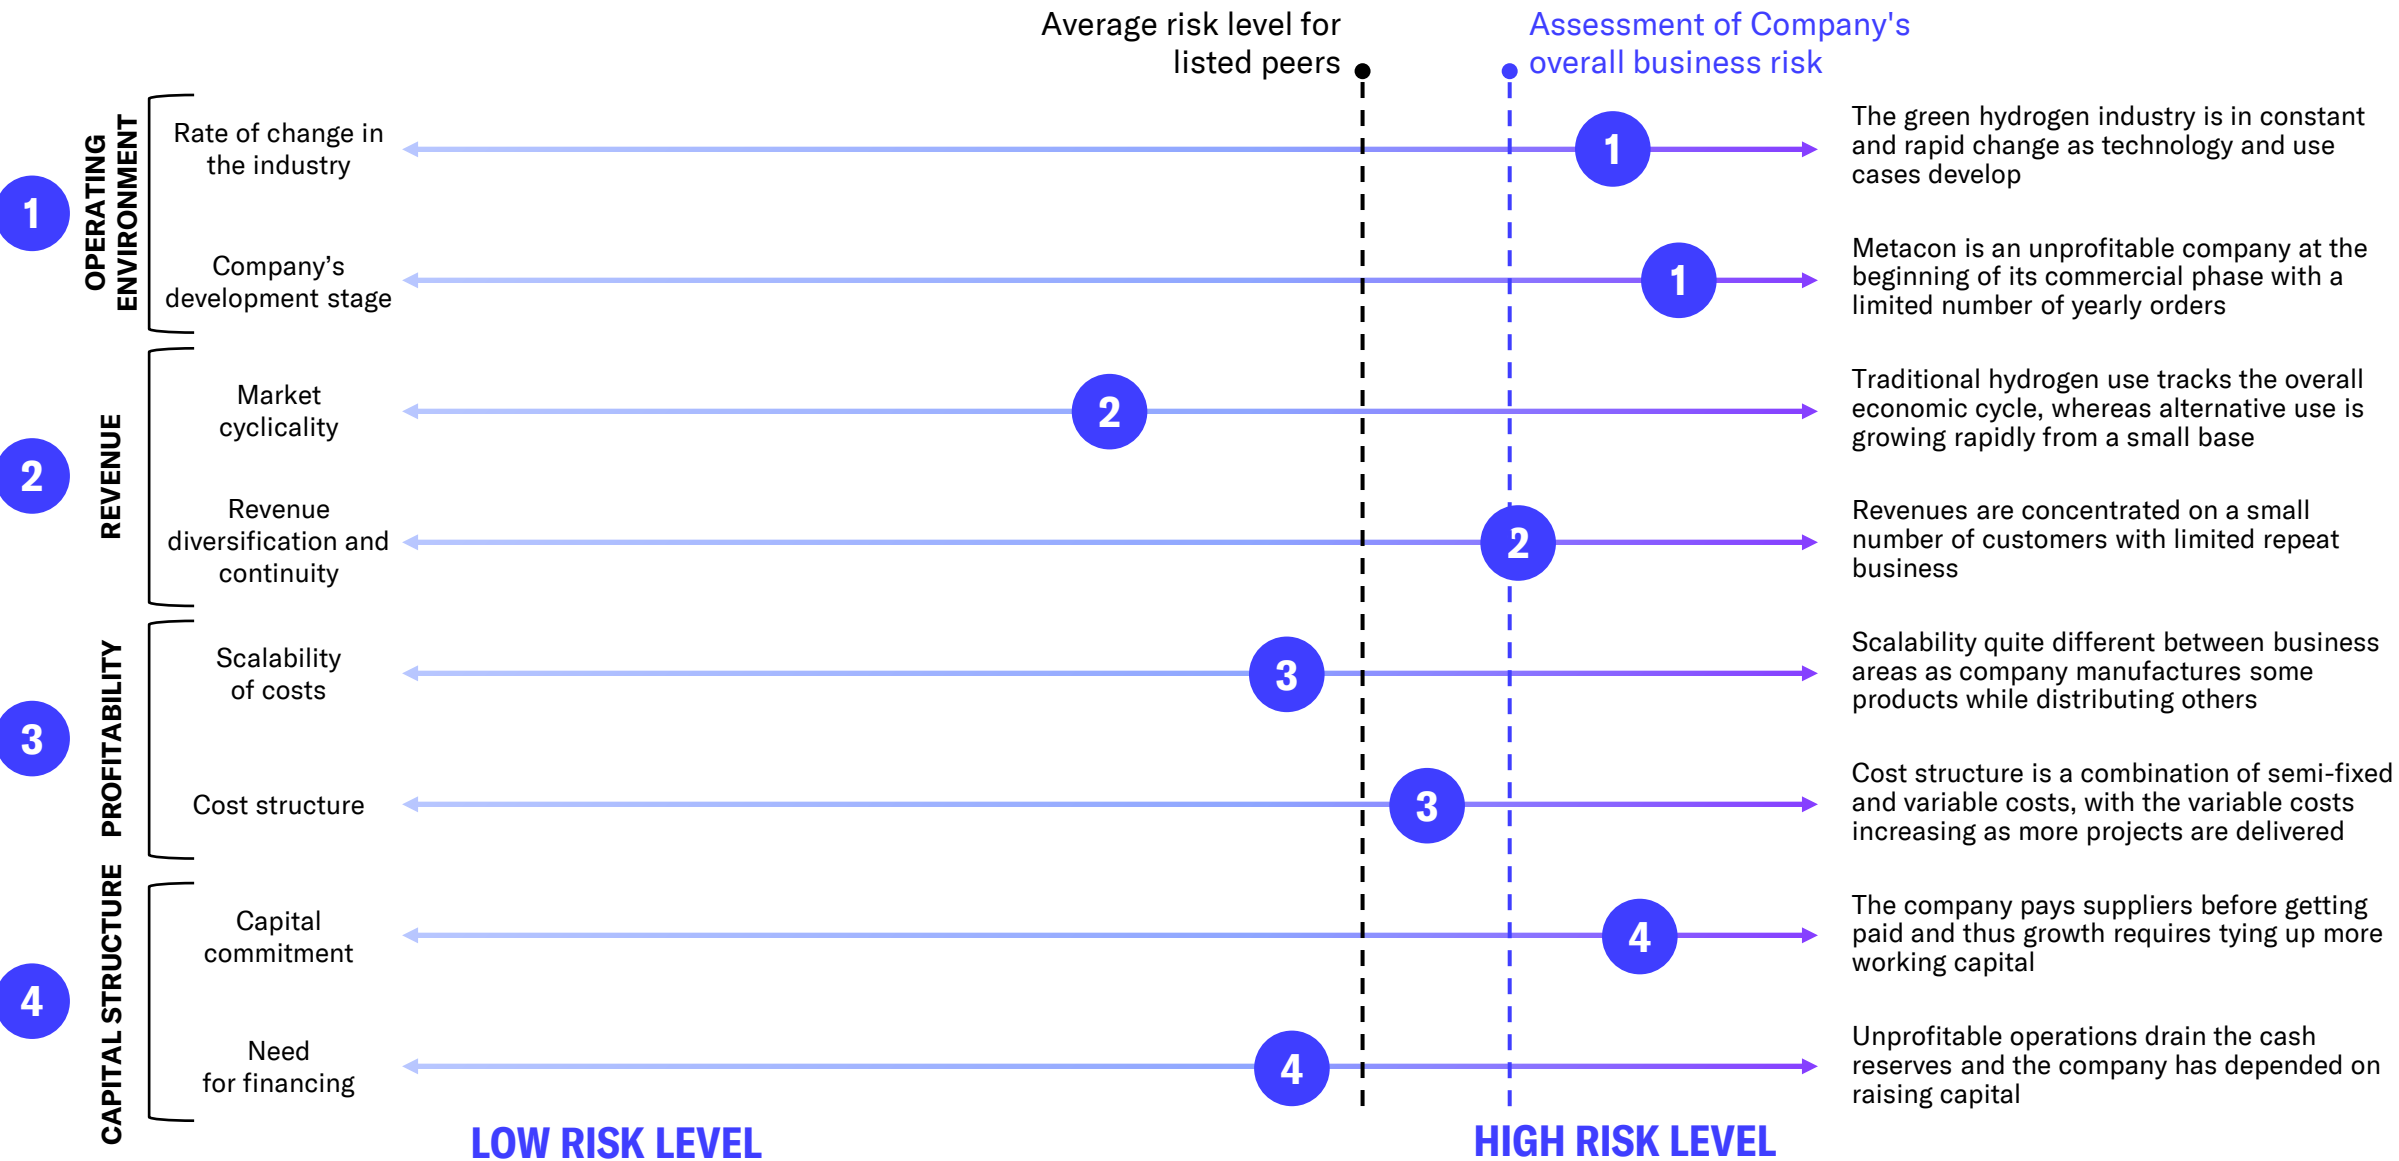 Average risk level for
listed peers
Assessment of Company's
overall business risk
1
OPERATING
ENVIRONMENT
Rate of change in
the industry
1
The green hydrogen industry is in constant
and rapid change as technology and use
cases develop
Company’s
development stage
1
Metacon is an unprofitable company at the
beginning of its commercial phase with a
limited number of yearly orders
2
REVENUE
Market
cyclicality
2
Traditional hydrogen use tracks the overall
economic cycle, whereas alternative use is
growing rapidly from a small base
Revenue
diversification and
continuity
2
Revenues are concentrated on a small
number of customers with limited repeat
business
3
PROFITABILITY
Scalability
of costs
3
Scalability quite different between business
areas as company manufactures some
products while distributing others
Cost structure
3
Cost structure is a combination of semi-fixed
and variable costs, with the variable costs
increasing as more projects are delivered
4
CAPITAL STRUCTURE
Capital
commitment
4
The company pays suppliers before getting
paid and thus growth requires tying up more
working capital
Need
for financing
4
Unprofitable operations drain the cash
reserves and the company has depended on
raising capital
LOW RISK LEVEL
HIGH RISK LEVEL